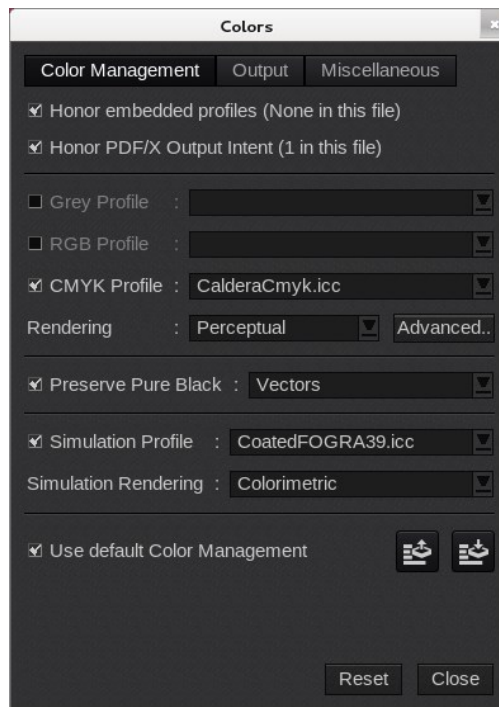 Colors
Color Management Output Miscellaneous
Honor embedded profiles (None in this file)
Honor PDF/X Output Intent (1 in this file)
Grey Profile :
RGB Profile :
CMYK Profile : CalderaCmyk.icc
Rendering : Perceptual Advanced..
Preserve Pure Black : Vectors
Simulation Profile : CoatedFOGRA39.icc
Simulation Rendering : Colorimetric
Use default Color Management
Reset Close